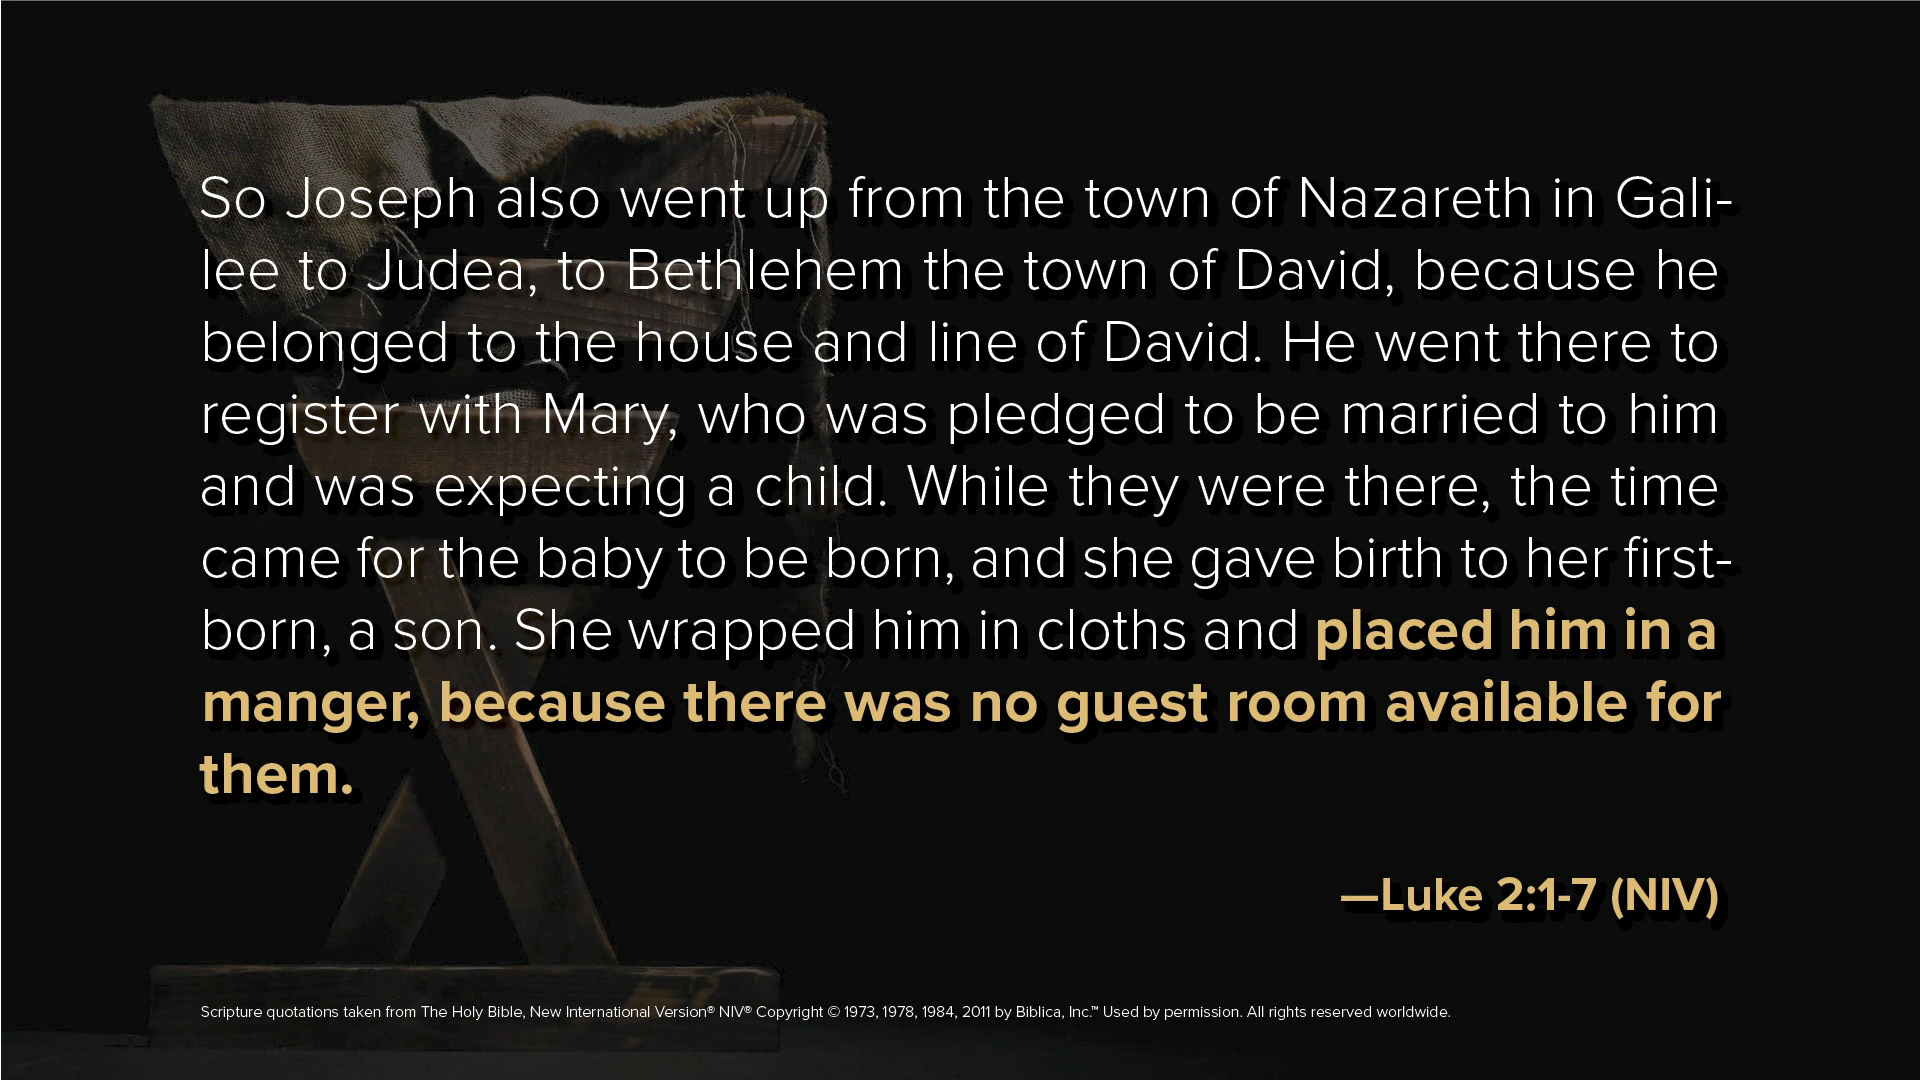 So Joseph also went up from the town of Nazareth in Gali-
lee to Judea, to Bethlehem the town of David, because he
belonged to the house and line of David. He went there to
register with Mary, who was pledged to be married to him
and was expecting a child. While they were there, the time
came for the baby to be born, and she gave birth to her first-
born, a son. She wrapped him in cloths and placed him in a
manger, because there was no guest room available for
them.
—Luke 2:1-7 (NIV)
Scripture quotations taken from The Holy Bible, New International Version® NIV® Copyright © 1973, 1978, 1984, 2011 by Biblica, Inc.™ Used by permission. All rights reserved worldwide.